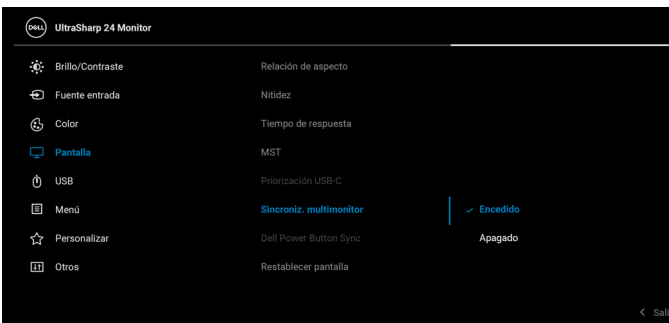 DELL UltraSharp 24 Monitor
Brillo/Contraste Relación de aspecto
Fuente entrada Nitidez
Color Tiempo de respuesta
Pantalla MST
USB Priorización USB-C
Menú Sincroniz. multimonitor Encedido
Personalizar Dell Power Button Sync Apagado
Otros Restablecer pantalla
Sali